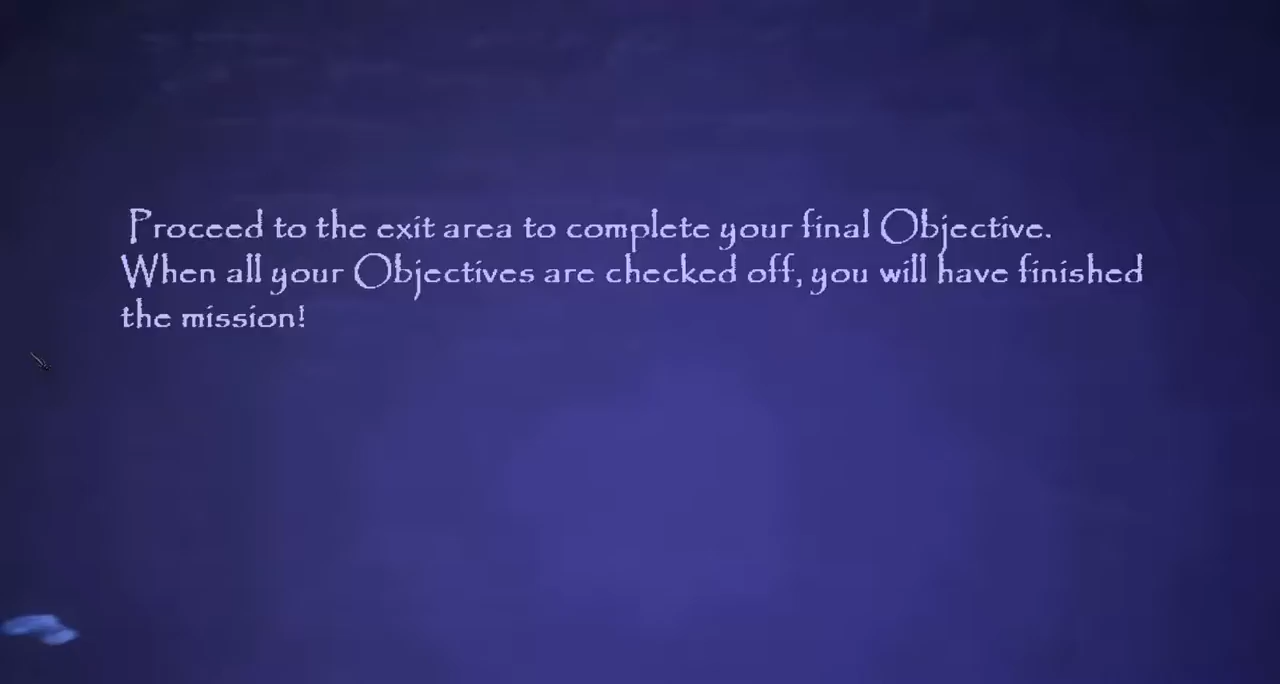 Proceed to the exit area to complete your final Objective.
When all your Objectives are checked off, you will have finished
the mission!